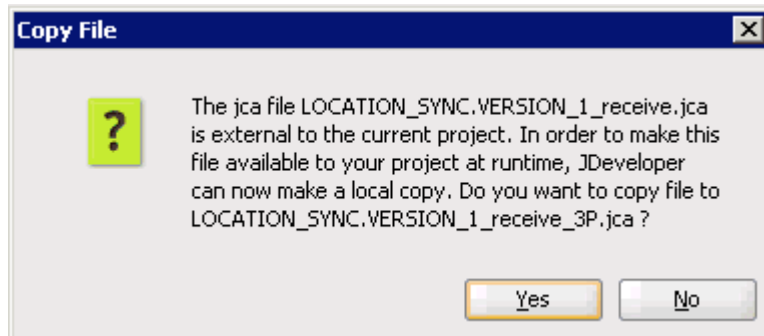 Copy File
?
The jca file LOCATION_SYNC.VERSION_1_receive.jca
is external to the current project. In order to make this
file available to your project at runtime, JDeveloper
can now make a local copy. Do you want to copy file to
LOCATION_SYNC.VERSION_1_receive_3P.jca ?
Yes
No